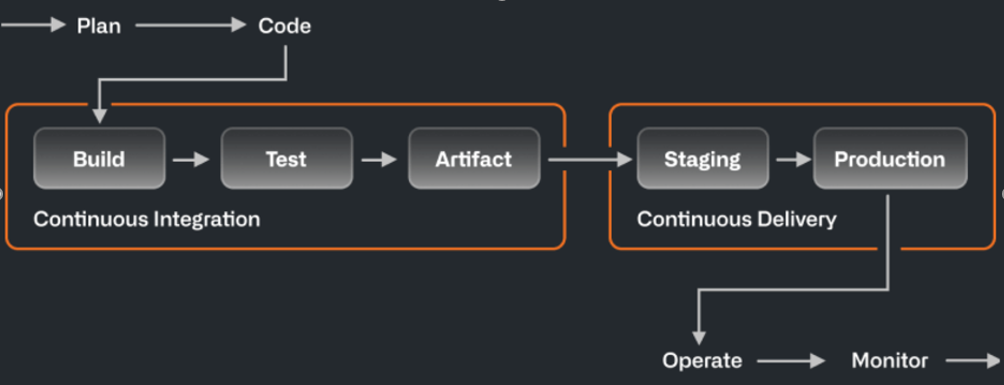 Plan
Code
Build
Test
Artifact
Staging
Production
Continuous Integration
Continuous Delivery
Operate
Monitor